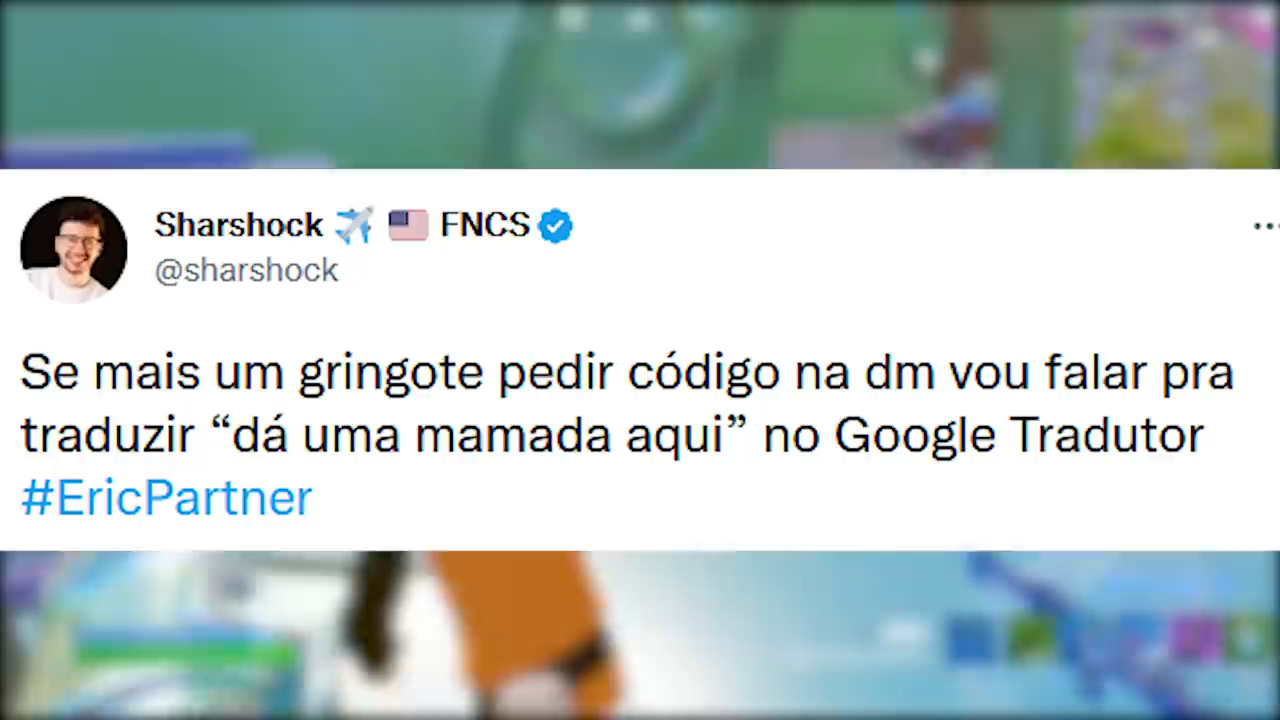 Sharshock ✈️ 🇺🇸 FNCS
@sharshock
Se mais um gringote pedir código na dm vou falar pra
traduzir “dá uma mamada aqui” no Google Tradutor
#EricPartner